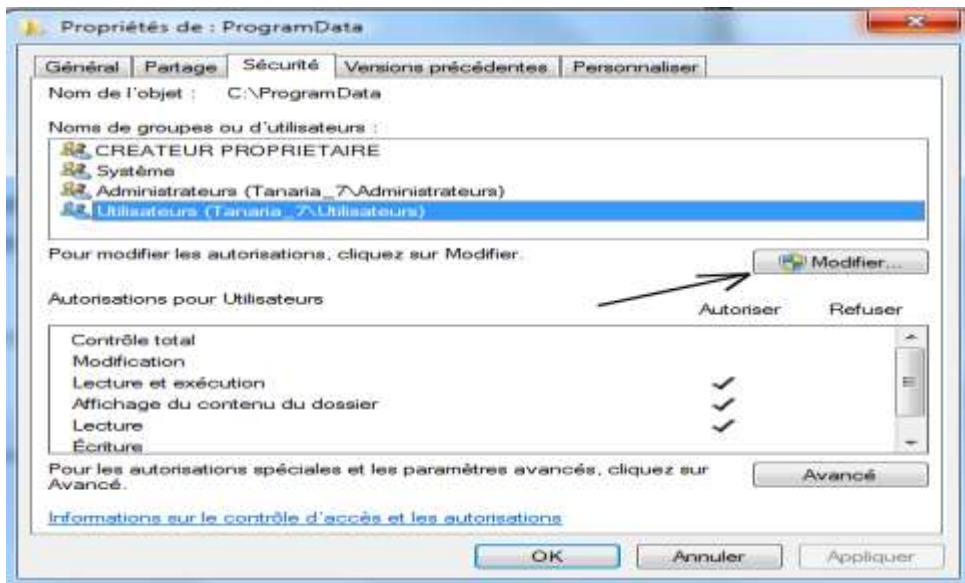 Propriétés de : ProgramData
Général Partage Sécurité Versions précédentes Personnaliser
Nom de l'objet : C:\ProgramData
Noms de groupes ou d'utilisateurs :
CREATEUR PROPRIETAIRE
Système
Administrateurs (Tanaria_7\Administrateurs)
Utilisateurs (Tanaria_7\Utilisateurs)
Pour modifier les autorisations, cliquez sur Modifier.
Modifier...
Autorisations pour Utilisateurs
Autoriser Refuser
Contrôle total
Modification
Lecture et exécution
Affichage du contenu du dossier
Lecture
Écriture
Pour les autorisations spéciales et les paramètres avancés, cliquez sur
Avancé.
Avancé
Informations sur le contrôle d'accès et les autorisations
OK Annuler Appliquer